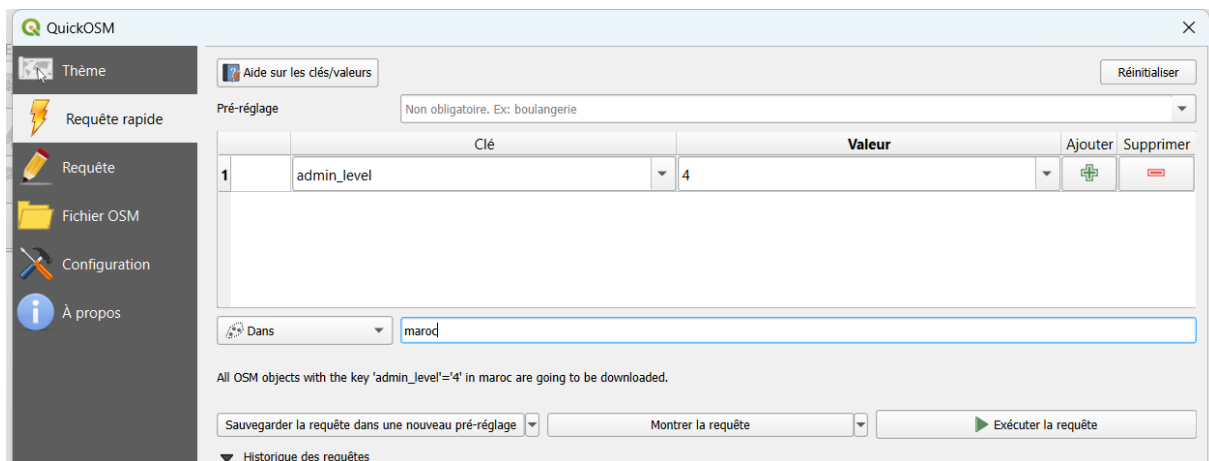 QuickOSM
Thème
Aide sur les clés/valeurs
Réinitialiser
Requête rapide
Pré-réglage
Non obligatoire. Ex: boulangerie
Clé
Valeur
Ajouter
Supprimer
1
admin_level
4
Requête
Fichier OSM
Configuration
À propos
Dans
maroc
All OSM objects with the key 'admin_level'='4' in maroc are going to be downloaded.
Sauvegarder la requête dans une nouveau pré-réglage
Montrer la requête
Exécuter la requête
Historique des requêtes